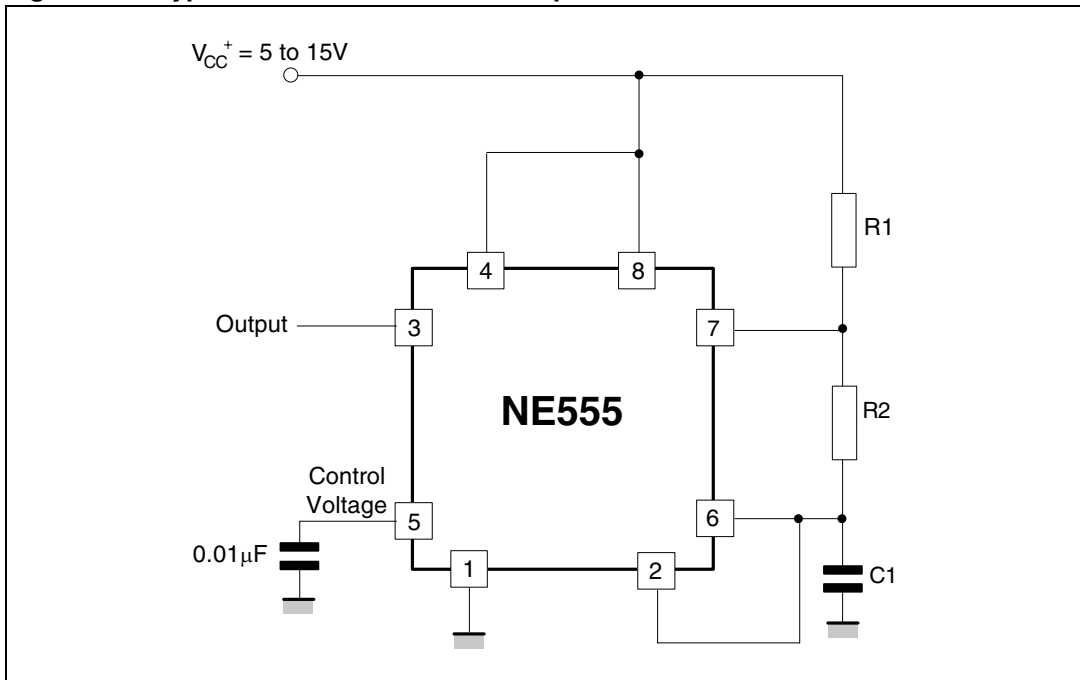 V_CC^+ = 5 to 15V
R1
4
8
Output
3
7
NE555
R2
Control
Voltage
5
6
0.01μF
1
2
C1